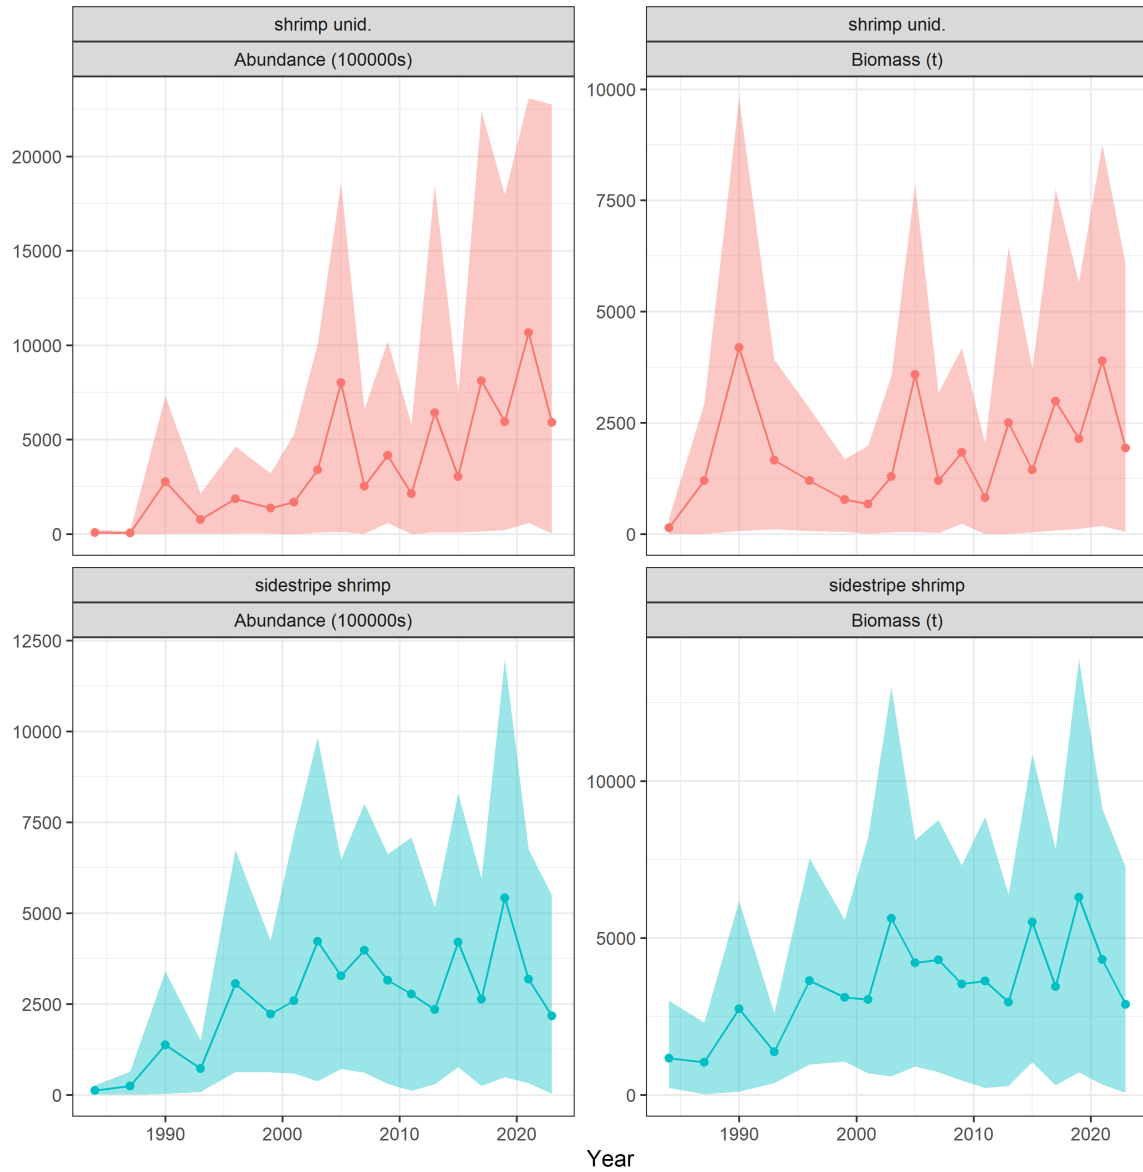 shrimp unid.
Abundance (100000s)
20000
15000
10000
5000
0
shrimp unid.
Biomass (t)
10000
7500
5000
2500
0
sidestripe shrimp
Abundance (100000s)
12500
10000
7500
5000
2500
0
1990 2000 2010 2020
sidestripe shrimp
Biomass (t)
10000
5000
0
1990 2000 2010 2020
Year